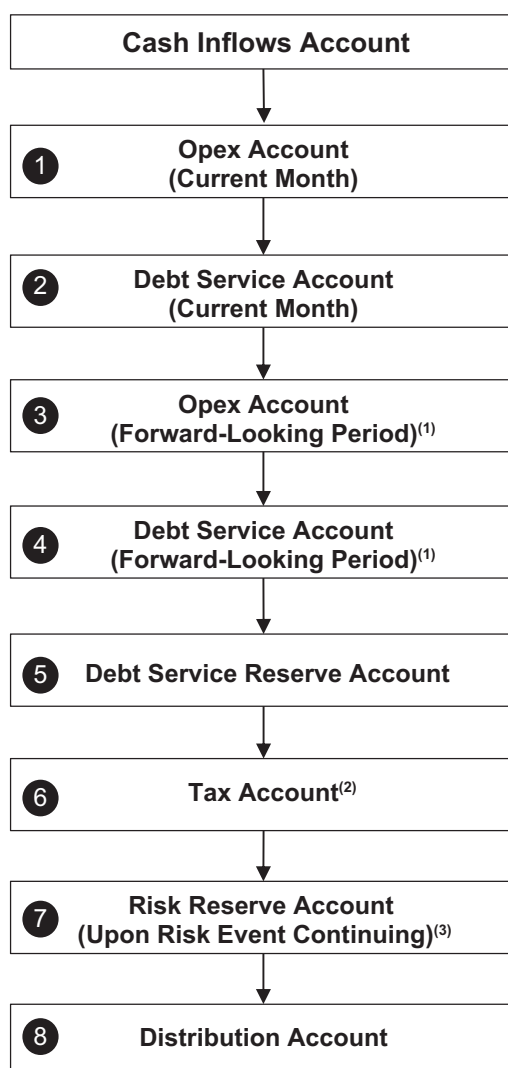 Cash Inflows Account
1
Opex Account
(Current Month)
2
Debt Service Account
(Current Month)
3
Opex Account
(Forward-Looking Period)(1)
4
Debt Service Account
(Forward-Looking Period)(1)
5 Debt Service Reserve Account
6 Tax Account(2)
7
Risk Reserve Account
(Upon Risk Event Continuing)(3)
8 Distribution Account